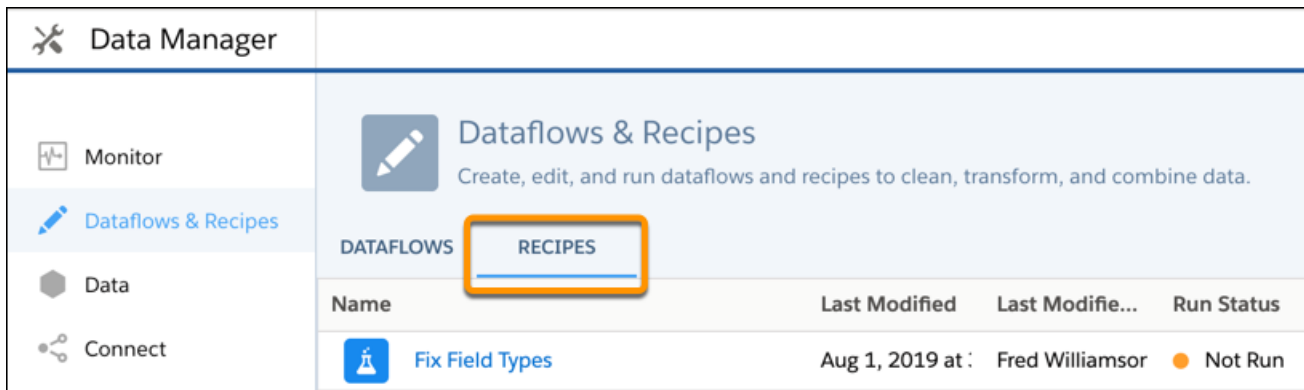 Data Manager
Monitor
Dataflows & Recipes
Data
Connect
Dataflows & Recipes
Create, edit, and run dataflows and recipes to clean, transform, and combine data.
DATAFLOWS RECIPES
Name Last Modified Last Modifie... Run Status
Fix Field Types Aug 1, 2019 at Fred Williamsor Not Run